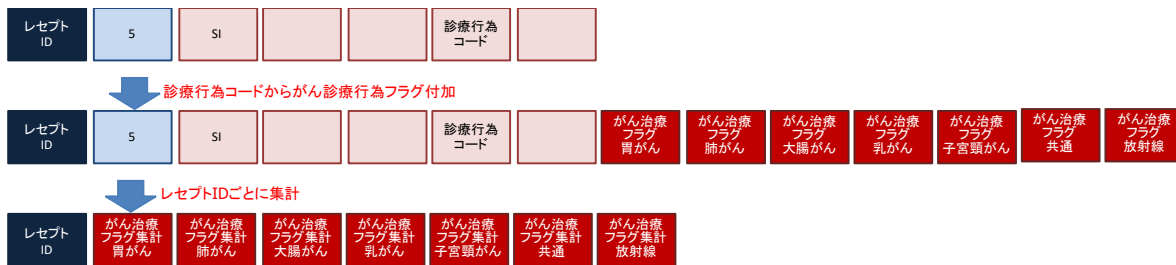 レセプト
ID
5
SI
診療行為
コード
診療行為コードからがん診療行為フラグ付加
レセプト
ID
5
SI
診療行為
コード
がん治療
フラグ
胃がん
がん治療
フラグ
肺がん
がん治療
フラグ
大腸がん
がん治療
フラグ
乳がん
がん治療
フラグ
子宮頸がん
がん治療
フラグ
共通
がん治療
フラグ
放射線
レセプトIDごとに集計
レセプト
ID
がん治療
フラグ集計
胃がん
がん治療
フラグ集計
肺がん
がん治療
フラグ集計
大腸がん
がん治療
フラグ集計
乳がん
がん治療
フラグ集計
子宮頸がん
がん治療
フラグ集計
共通
がん治療
フラグ集計
放射線